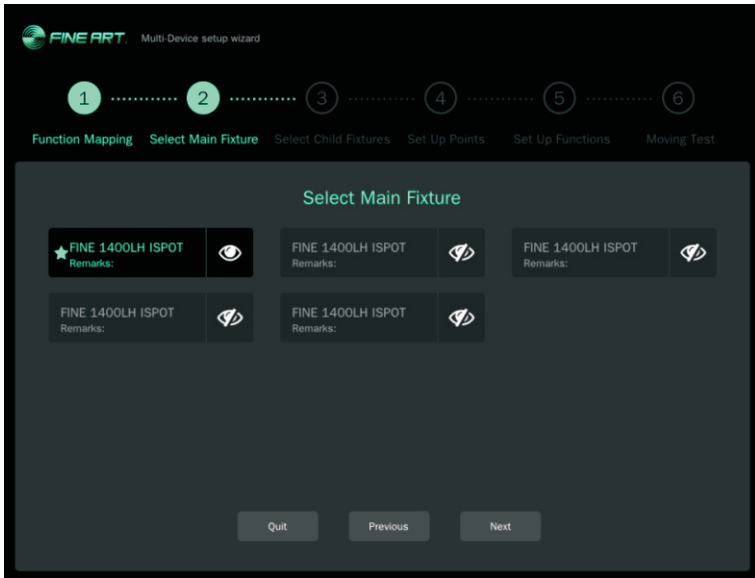 FINE ART. Multi-Device setup wizard
1 2 3 4 5 6
Function Mapping Select Main Fixture Select Child Fixtures Set Up Points Set Up Functions Moving Test
Select Main Fixture
FINE 1400LH ISPOT FINE 1400LH ISPOT FINE 1400LH ISPOT
Remarks: Remarks: Remarks:
FINE 1400LH ISPOT FINE 1400LH ISPOT
Remarks: Remarks:
Quit Previous Next